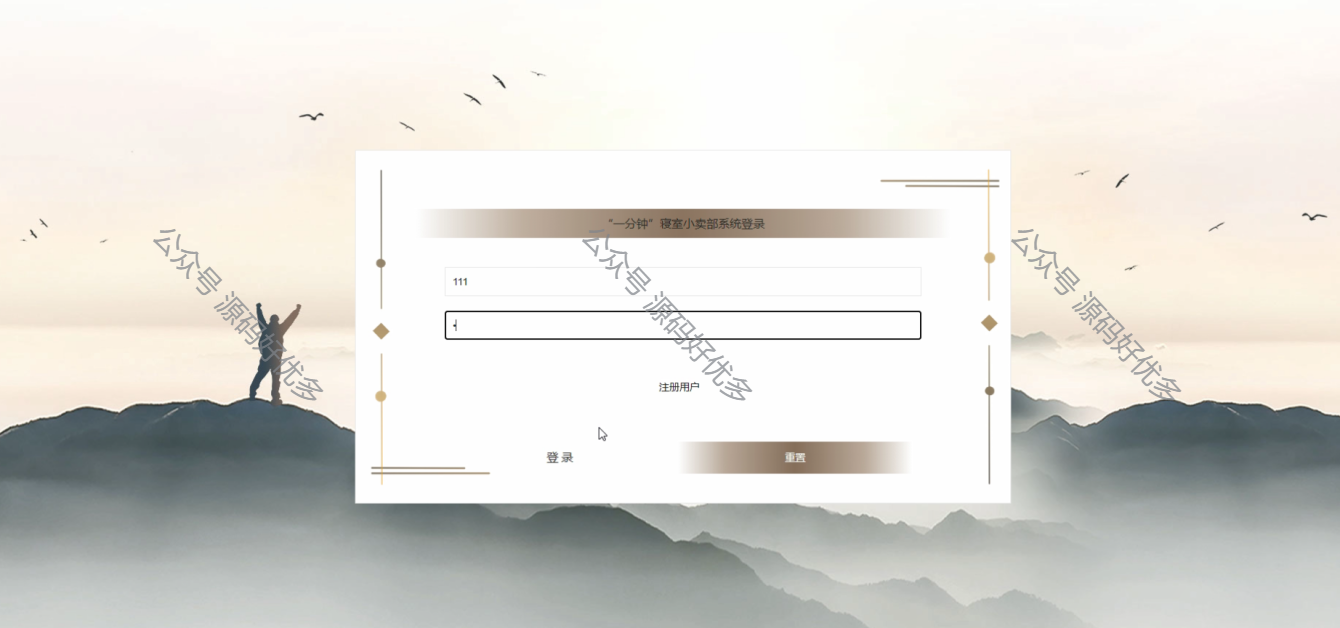 “一分钟”寝室小卖部系统登录
公众号 源码好优多
公众号 源码好优多
公众号 源码好优多
111
•
注册用户
登 录
重置